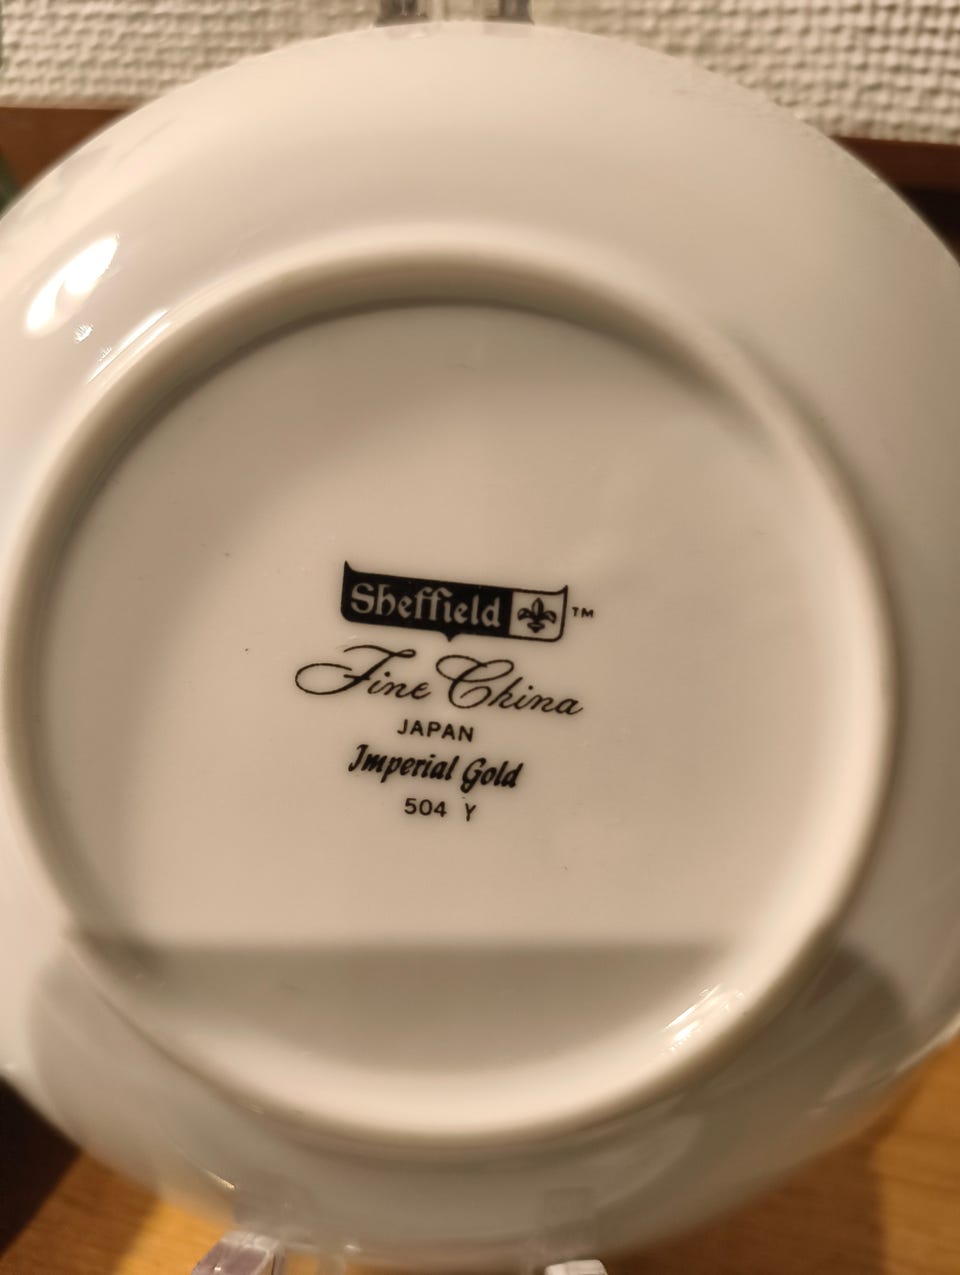 Sheffield ™
Fine China
JAPAN
Imperial Gold
504 Y